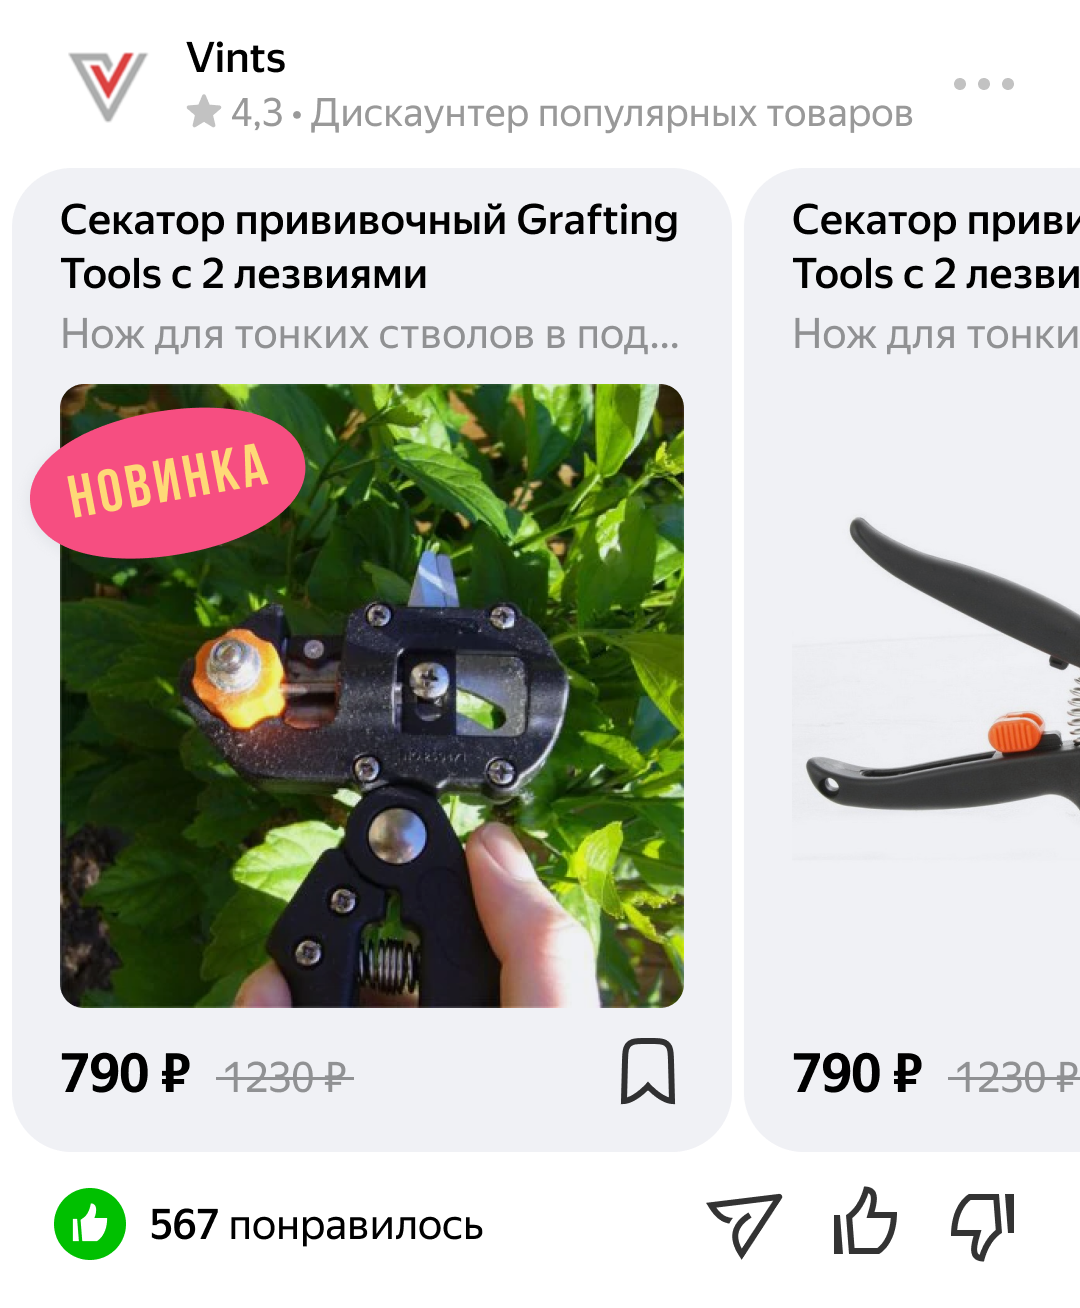 Vints
4,3 • Дискаунтер популярных товаров
Секатор прививочный Grafting
Tools с 2 лезвиями
Нож для тонких стволов в под...
НОВИНКА
790 ₽ 1230 ₽
567 понравилось
Секатор приви
Tools с 2 лезви
Нож для тонки
790 ₽ 1230 ₽